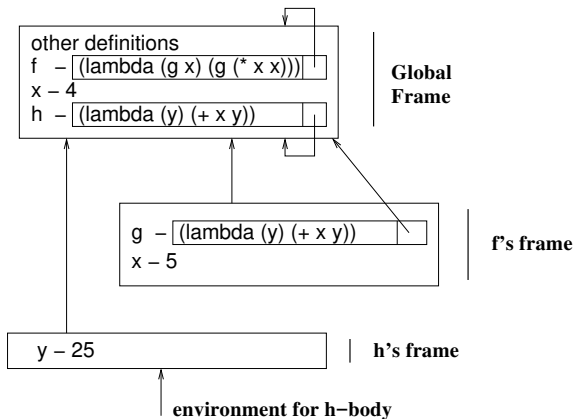 other definitions
f – (lambda (g x) (g (* x x)))
x – 4
h – (lambda (y) (+ x y))
Global
Frame
g – (lambda (y) (+ x y))
x – 5
f's frame
y – 25
h's frame
environment for h–body